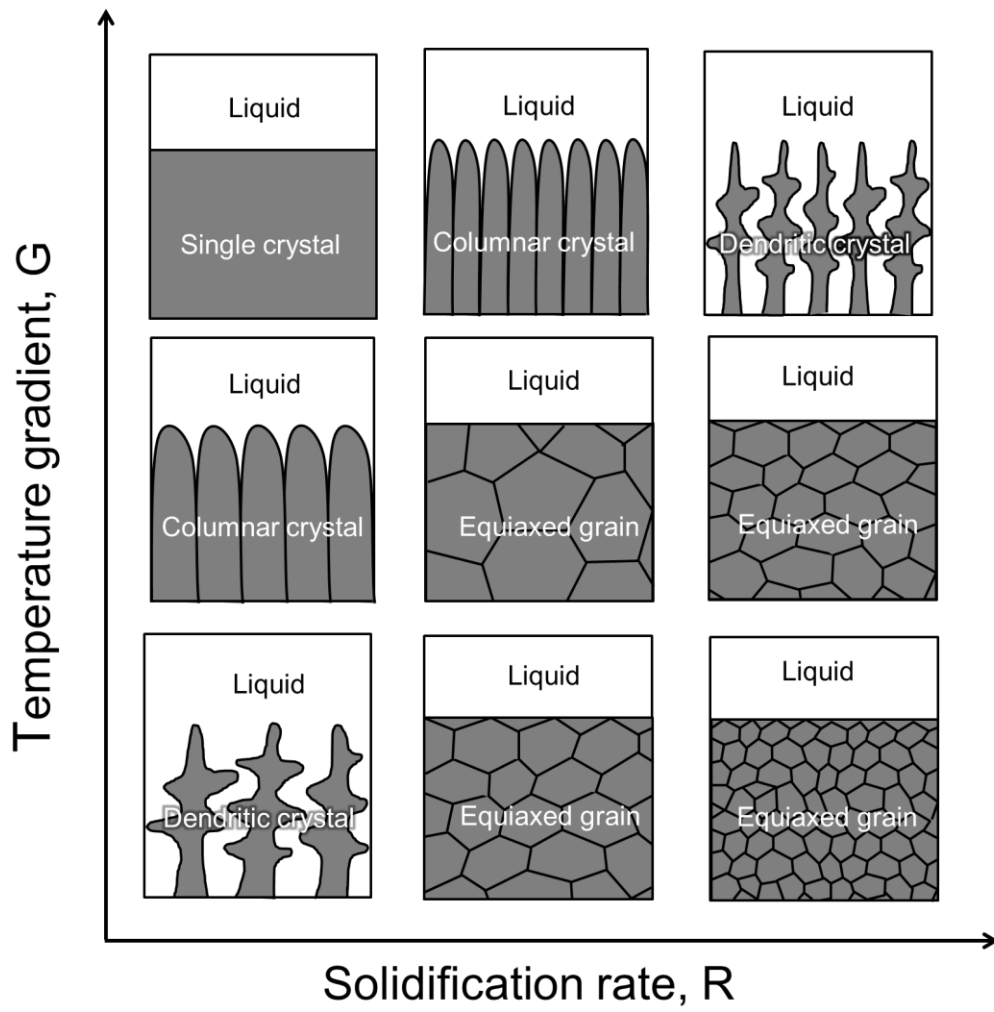 Temperature gradient, G
Liquid
Single crystal
Liquid
Columnar crystal
Liquid
Dendritic crystal
Liquid
Columnar crystal
Liquid
Equiaxed grain
Liquid
Equiaxed grain
Liquid
Dendritic crystal
Liquid
Equiaxed grain
Liquid
Equiaxed grain
Solidification rate, R